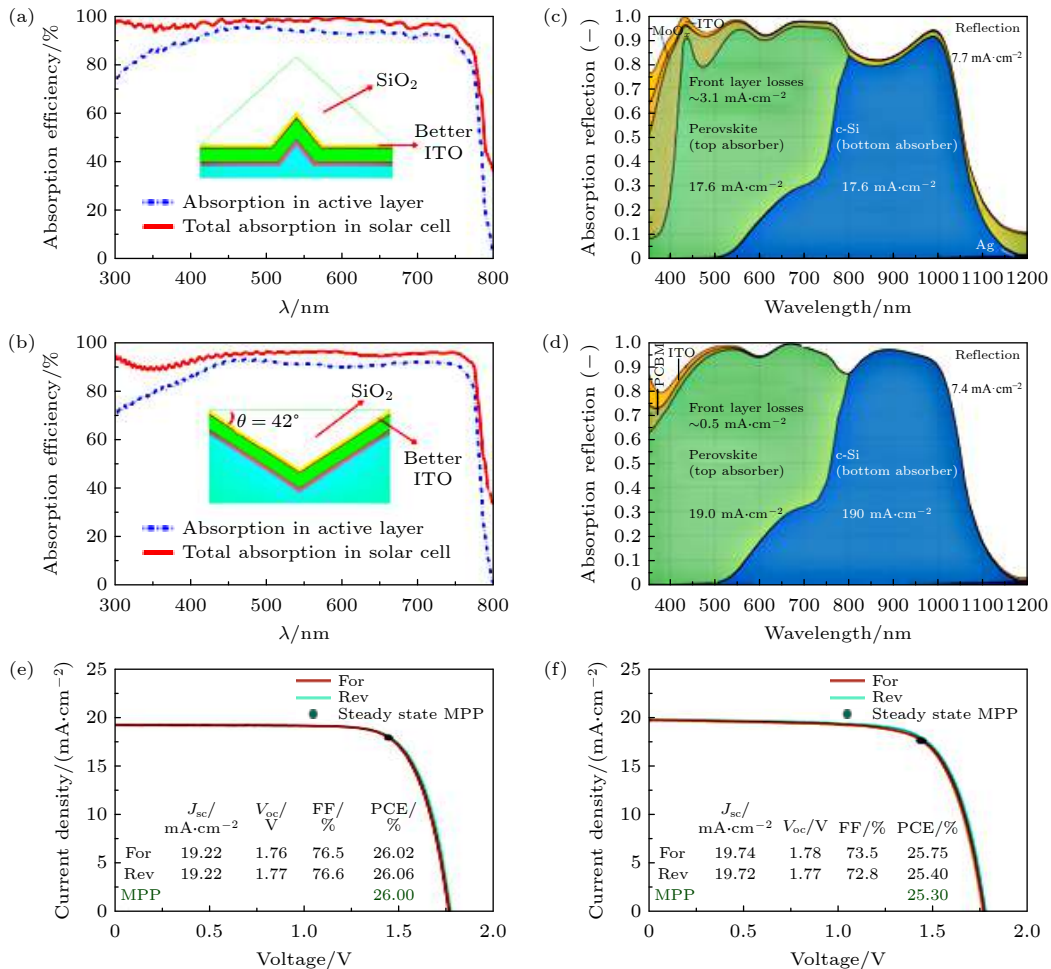 (a)
100
80
60
40
20
0
Absorption efficiency/%
SiO₂
Better
ITO
Absorption in active layer
Total absorption in solar cell
300 400 500 600 700 800
λ/nm
(c)
1.0
0.9
0.8
0.7
0.6
0.5
0.4
0.3
0.2
0.1
0
Absorption reflection (−)
MoO
ITO
Reflection
7.7 mA·cm⁻²
Front layer losses
~3.1 mA·cm⁻²
Perovskite
(top absorber)
17.6 mA·cm⁻²
c-Si
(bottom absorber)
17.6 mA·cm⁻²
Ag
400 500 600 700 800 900 1000 1100 1200
Wavelength/nm
(b)
100
80
60
40
20
0
Absorption efficiency/%
θ = 42°
SiO₂
Better
ITO
Absorption in active layer
Total absorption in solar cell
300 400 500 600 700 800
λ/nm
(d)
1.0
0.9
0.8
0.7
0.6
0.5
0.4
0.3
0.2
0.1
0
Absorption reflection (−)
PCBM
ITO
Reflection
7.4 mA·cm⁻²
Front layer losses
~0.5 mA·cm⁻²
Perovskite
(top absorber)
19.0 mA·cm⁻²
c-Si
(bottom absorber)
190 mA·cm⁻²
400 500 600 700 800 900 1000 1100 1200
Wavelength/nm
(e)
25
20
15
10
5
0
Current density/(mA·cm⁻²)
For
Rev
Steady state MPP
Jsc/ Voc/ FF/ PCE/
mA·cm⁻² V % %
For 19.22 1.76 76.5 26.02
Rev 19.22 1.77 76.6 26.06
MPP 26.00
0 0.5 1.0 1.5 2.0
Voltage/V
(f)
25
20
15
10
5
0
Current density/(mA·cm⁻²)
For
Rev
Steady state MPP
Jsc/
mA·cm⁻² Voc/V FF/% PCE/%
For 19.74 1.78 73.5 25.75
Rev 19.72 1.77 72.8 25.40
MPP 25.30
0 0.5 1.0 1.5 2.0
Voltage/V